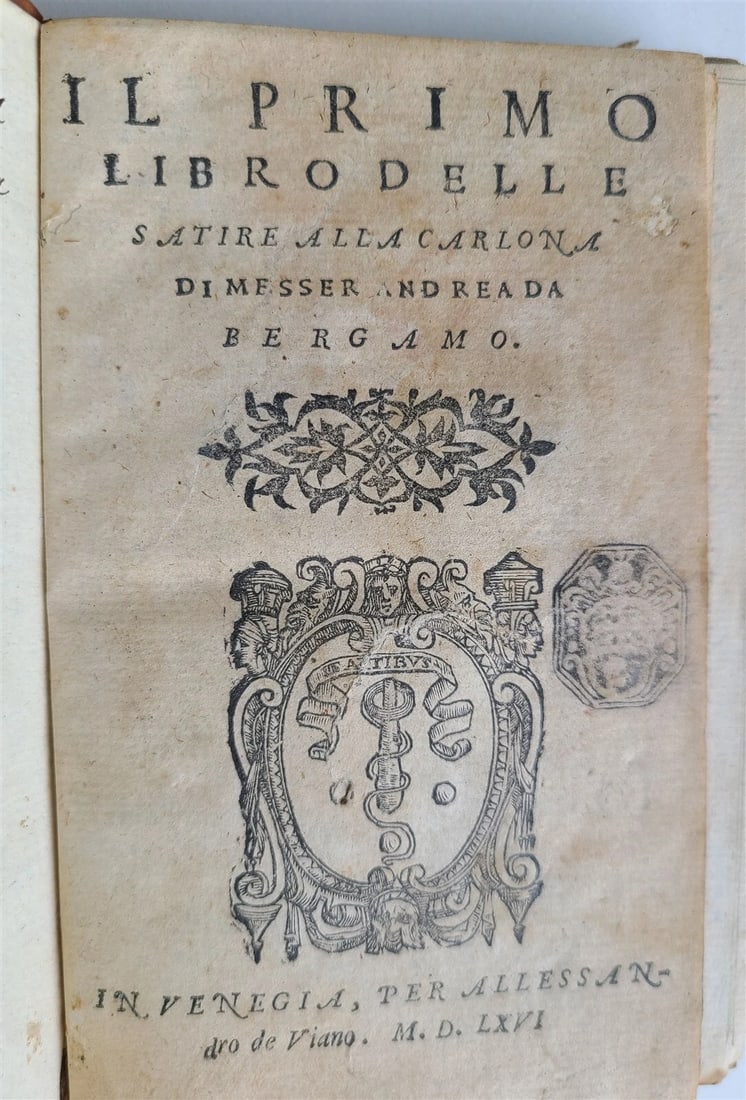 IL PRIMO
LIBRO DELLE
SATIRE ALLA CARLONA
DI MESSER ANDREA DA
BERGAMO.
ARTIBUS
IN VENEGIA, PER ALLESSAN-
dro de Viano. M. D. LXVI